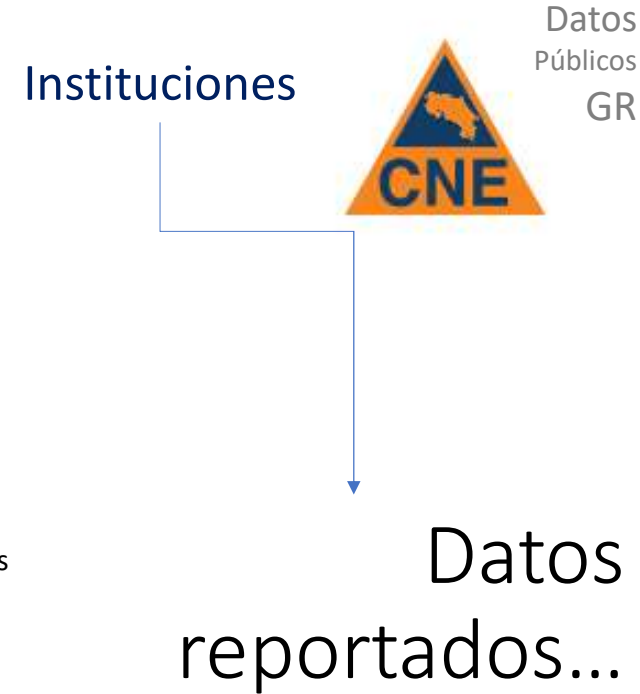 Datos
Públicos
GR
Instituciones
CNE
s
Datos
reportados...